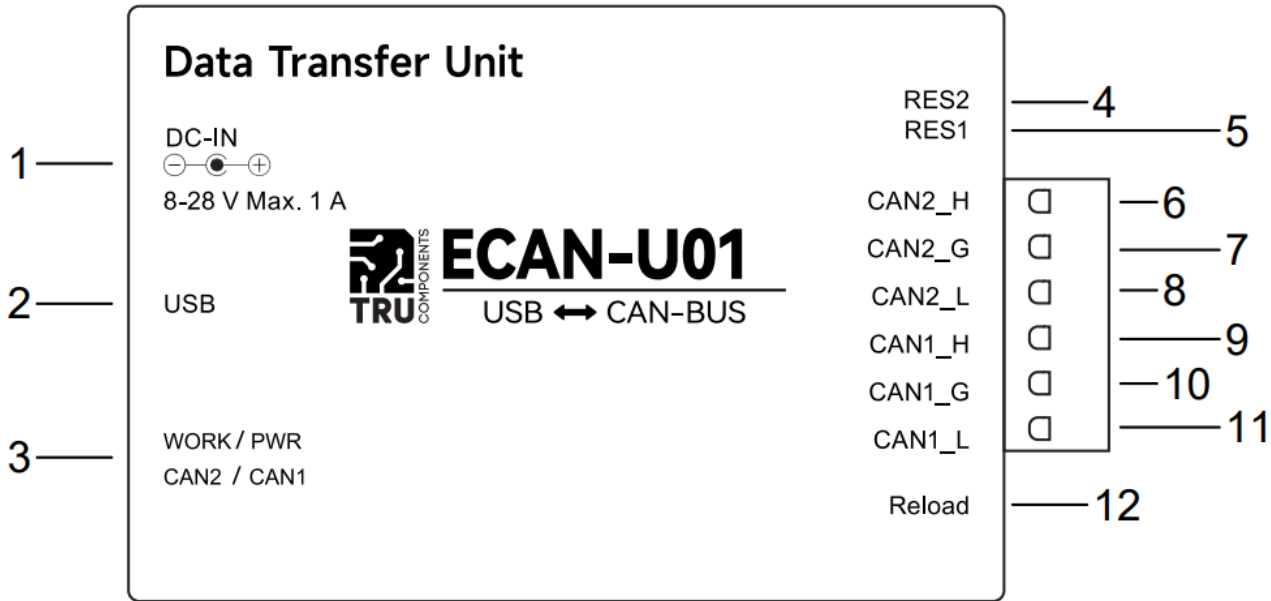 Data Transfer Unit
RES2
4
RES1
5
DC-IN
1
8-28 V Max. 1 A
CAN2_H
6
CAN2_G
7
TRU COMPONENTS
ECAN-U01
USB ↔ CAN-BUS
2
USB
CAN2_L
8
CAN1_H
9
CAN1_G
10
CAN1_L
11
3
WORK / PWR
CAN2 / CAN1
Reload
12